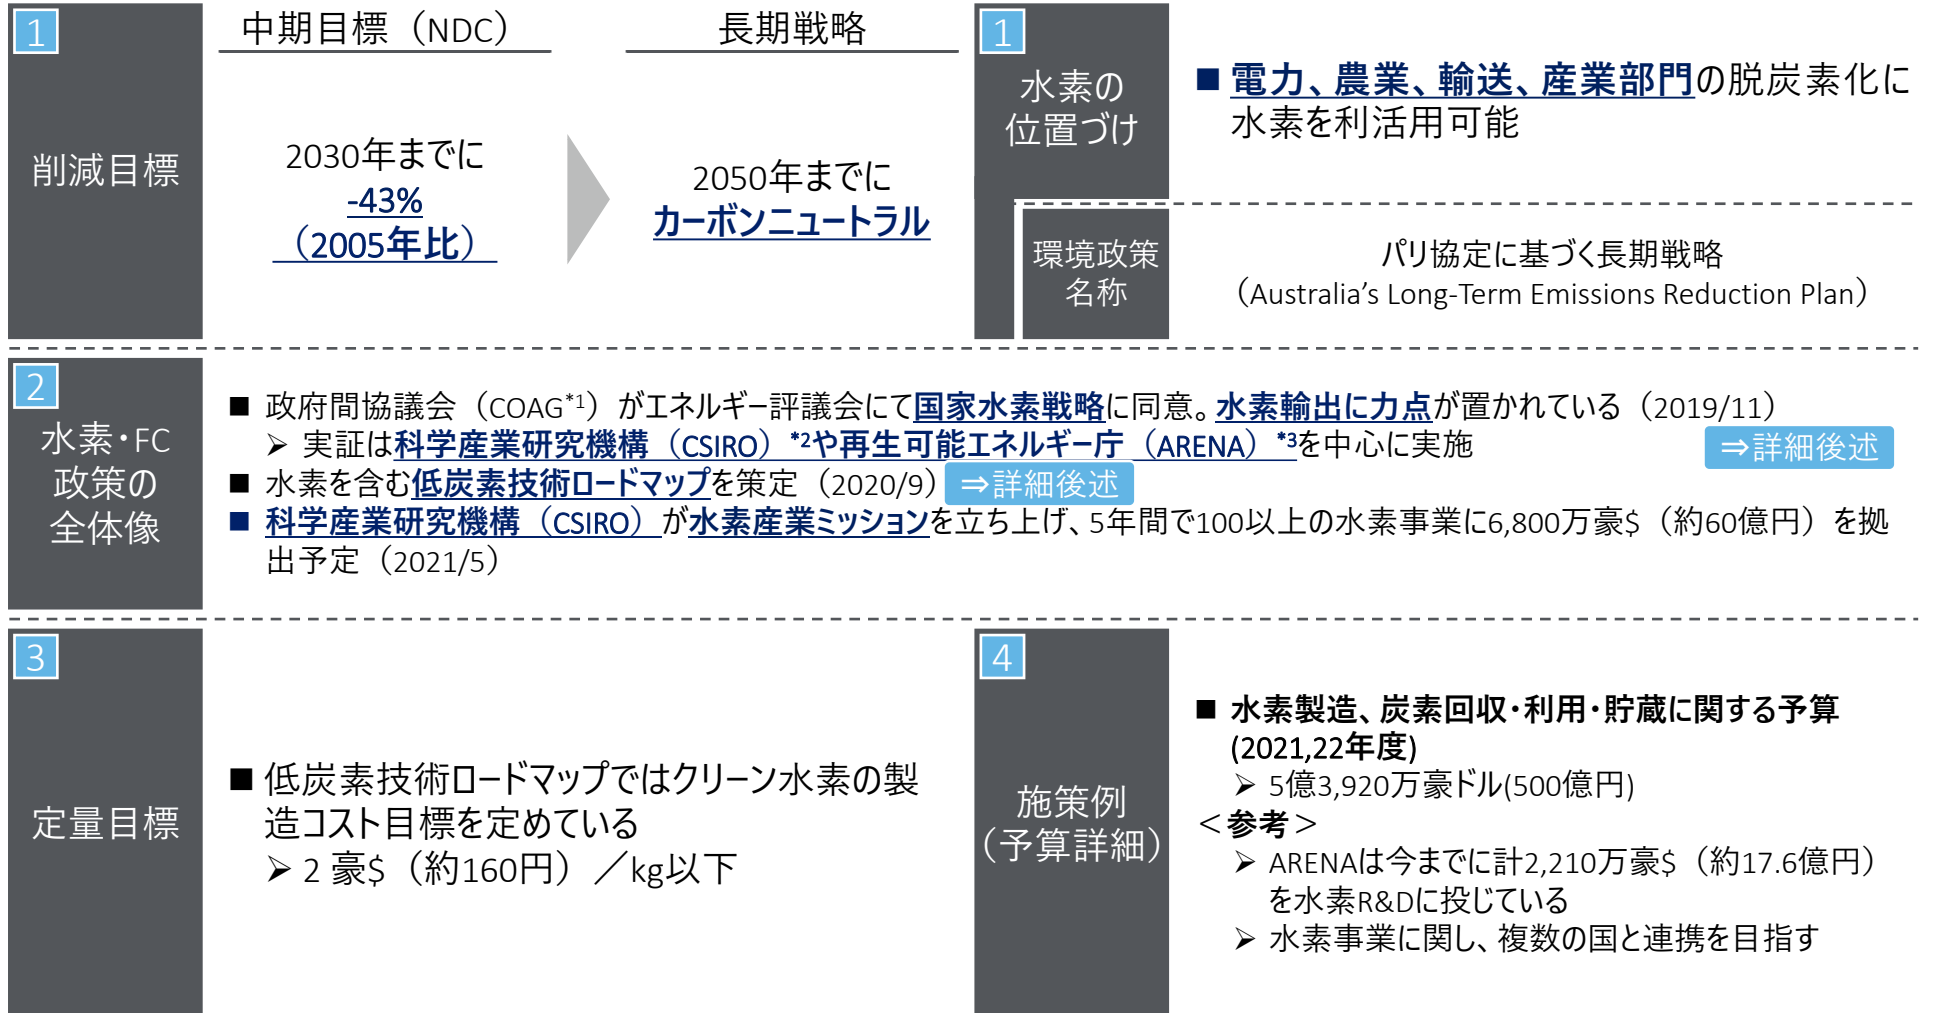 1
削減目標
中期目標（NDC）
2030年までに
-43%
（2005年比）
長期戦略
2050年までに
カーボンニュートラル
1
水素の
位置づけ
■ 電力、農業、輸送、産業部門の脱炭素化に
水素を利活用可能
環境政策
名称
パリ協定に基づく長期戦略
（Australia's Long-Term Emissions Reduction Plan）
2
水素・FC
政策の
全体像
■ 政府間協議会（COAG*1）がエネルギー評議会にて国家水素戦略に同意。水素輸出に力点が置かれている（2019/11）
➢ 実証は科学産業研究機構（CSIRO）*2や再生可能エネルギー庁（ARENA）*3を中心に実施
⇒詳細後述
■ 水素を含む低炭素技術ロードマップを策定（2020/9）
⇒詳細後述
■ 科学産業研究機構（CSIRO）が水素産業ミッションを立ち上げ、5年間で100以上の水素事業に6,800万豪$（約60億円）を拠
出予定（2021/5）
3
定量目標
■ 低炭素技術ロードマップではクリーン水素の製
造コスト目標を定めている
➢ 2 豪$（約160円）／kg以下
4
施策例
（予算詳細）
■ 水素製造、炭素回収・利用・貯蔵に関する予算
(2021,22年度)
➢ 5億3,920万豪ドル(500億円)
＜参考＞
➢ ARENAは今までに計2,210万豪$（約17.6億円）
を水素R&Dに投じている
➢ 水素事業に関し、複数の国と連携を目指す